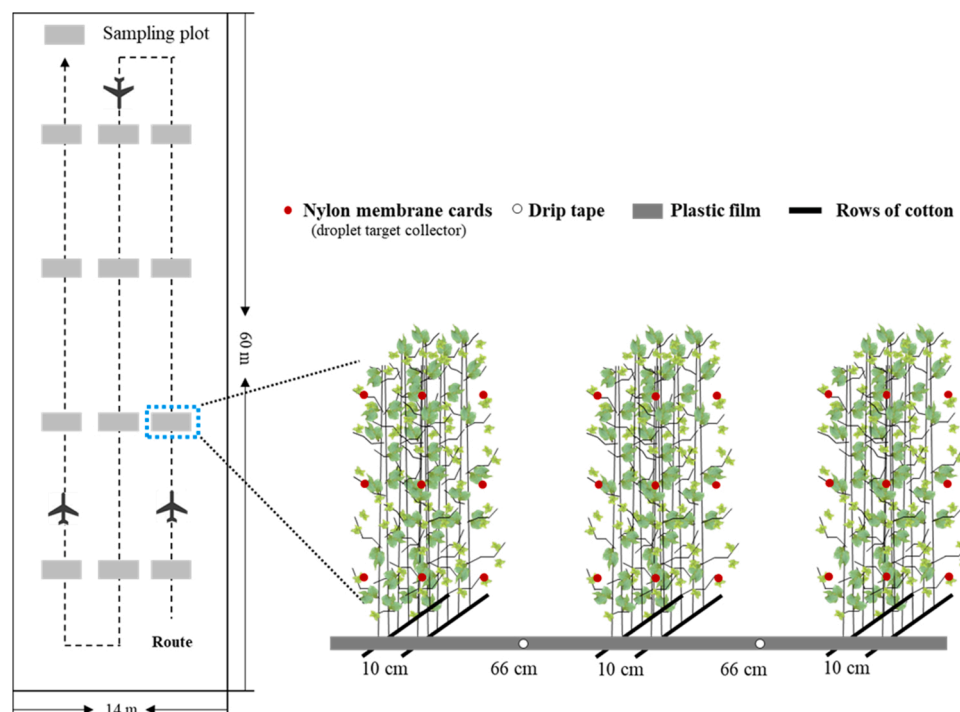 Sampling plot
Nylon membrane cards
(droplet target collector)
Drip tape
Plastic film
Rows of cotton
60 m
Route
14 m
10 cm
66 cm
10 cm
66 cm
10 cm